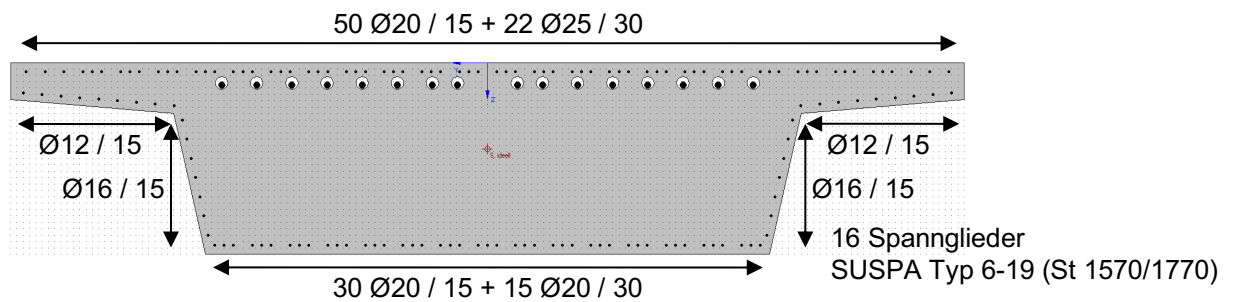 50 Ø20 / 15 + 22 Ø25 / 30
Y
Z
S, ideell
Ø12 / 15
Ø12 / 15
Ø16 / 15
Ø16 / 15
16 Spannglieder
SUSPA Typ 6-19 (St 1570/1770)
30 Ø20 / 15 + 15 Ø20 / 30